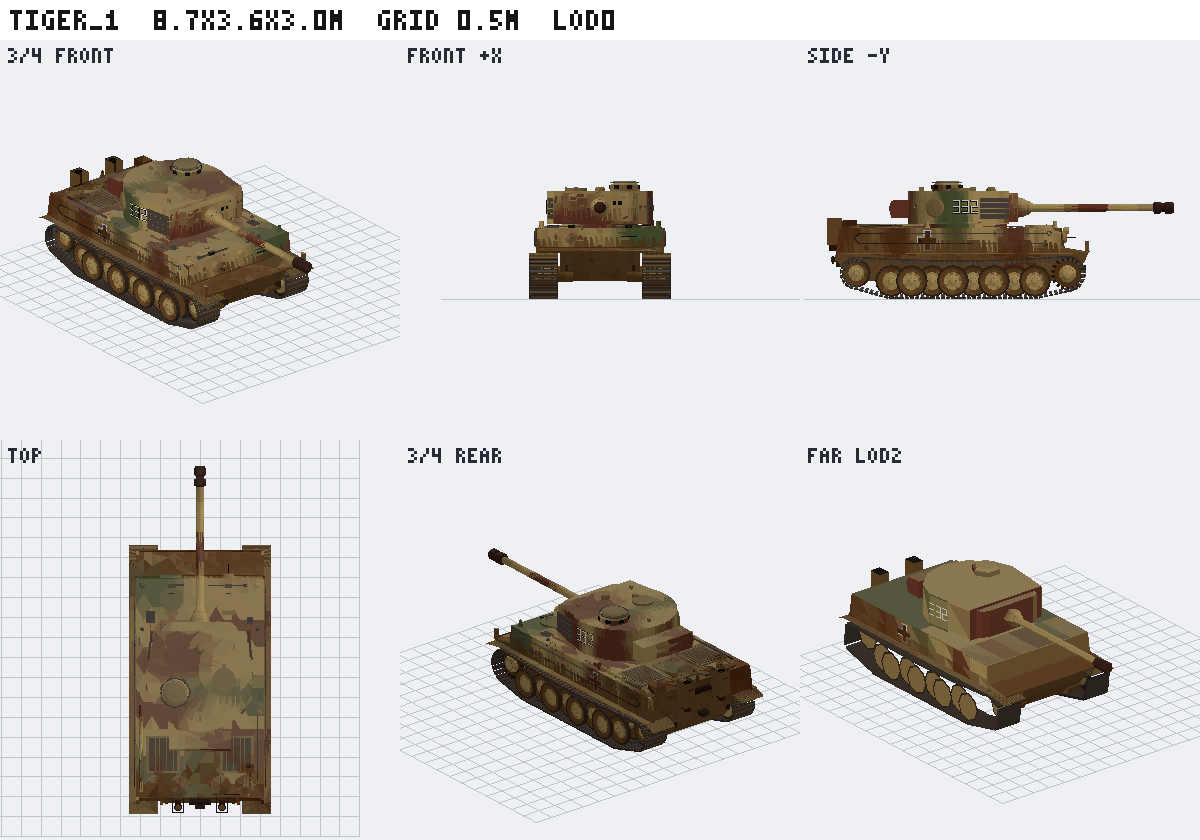 TIGER_1 8.7X3.6X3.0M GRID 0.5M LOD0
3/4 FRONT
FRONT +X
SIDE -Y
332
332
TOP
3/4 REAR
FAR LOD2
332